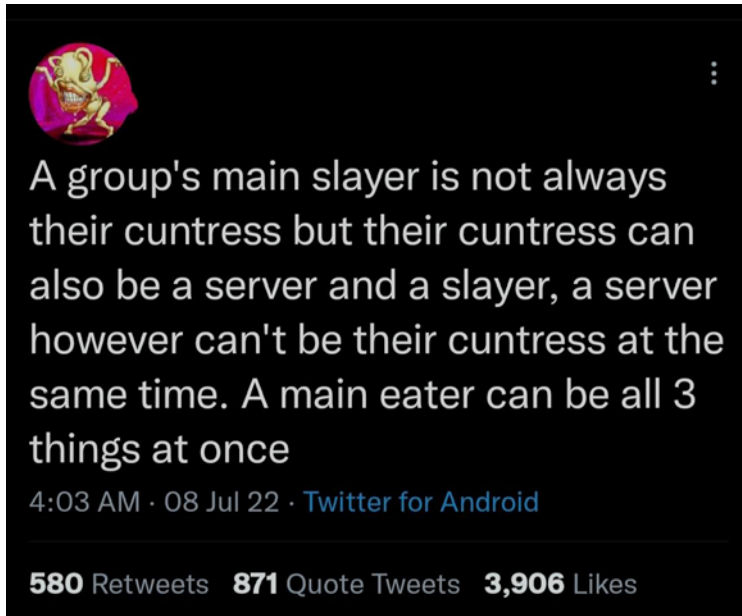 A group's main slayer is not always
their cuntress but their cuntress can
also be a server and a slayer, a server
however can't be their cuntress at the
same time. A main eater can be all 3
things at once
4:03 AM · 08 Jul 22 · Twitter for Android
580 Retweets 871 Quote Tweets 3,906 Likes